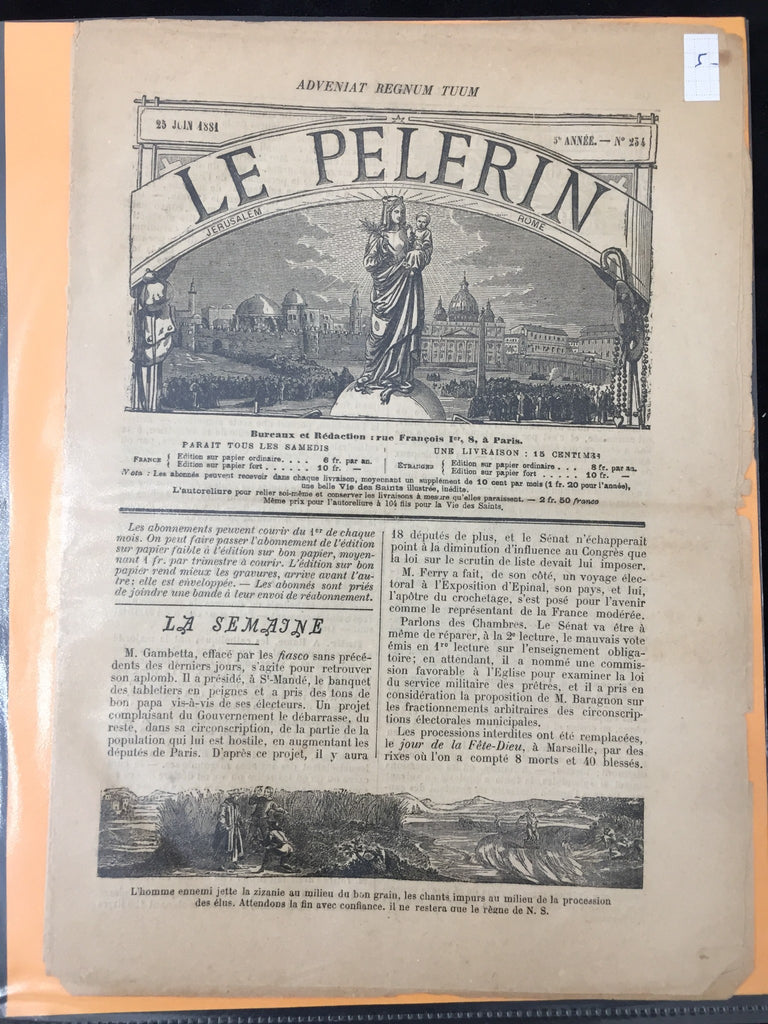 5-
ADVENIAT REGNUM TUUM
25 JUIN 1881
5e ANNÉE. — No 234
LE PELERIN
JERUSALEM
ROME
Bureaux et Rédaction : rue François Ier, 8, à Paris.
PARAIT TOUS LES SAMEDIS
UNE LIVRAISON : 15 CENTIMES
FRANCE { Edition sur papier ordinaire. . . . 6 fr. par an.
Edition sur papier fort . . . . . . 10 fr. —
ÉTRANGER { Edition sur papier ordinaire . . . 8 fr. par an.
Edition sur papier fort . . . . 10 fr. —
Nota : Les abonnés peuvent recevoir dans chaque livraison, moyennant un supplément de 10 cent par mois (1 fr. 20 pour l'année),
une belle Vie des Saints illustrée, inédite.
L'autoreliure pour relier soi-même et conserver les livraisons à mesure qu'elles paraissent. — 2 fr. 50 franco
Même prix pour l'autoreliure à 104 fils pour la Vie des Saints.
Les abonnements peuvent courir du 1er de chaque
mois. On peut faire passer l'abonnement de l'édition
sur papier faible à l'édition sur bon papier, moyen-
nant 1 fr. par trimestre à courir. L'édition sur bon
papier rend mieux les gravures, arrive avant l'au-
tre; elle est enveloppée. — Les abonnés sont priés
de joindre une bande à leur envoi de réabonnement.
LA SEMAINE
M. Gambetta, effacé par les fiasco sans précé-
dents des derniers jours, s'agite pour retrouver
son aplomb. Il a présidé, à St-Mandé, le banquet
des tabletiers en peignes et a pris des tons de
bon papa vis-à-vis de ses électeurs. Un projet
complaisant du Gouvernement le débarrasse, du
reste, dans sa circonscription, de la partie de la
population qui lui est hostile, en augmentant les
députés de Paris. D'après ce projet, il y aura
18 députés de plus, et le Sénat n'échapperait
point à la diminution d'influence au Congrès que
la loi sur le scrutin de liste devait lui imposer.
M. Ferry a fait, de son côté, un voyage élec-
toral à l'Exposition d'Epinal, son pays, et lui,
l'apôtre du crochetage, s'est posé pour l'avenir
comme le représentant de la France modérée.
Parlons des Chambres. Le Sénat va être à
même de réparer, à la 2e lecture, le mauvais vote
émis en 1re lecture sur l'enseignement obliga-
toire; en attendant, il a nommé une commis-
sion favorable à l'Eglise pour examiner la loi
du service militaire des prêtres, et il a pris en
considération la proposition de M. Baragnon sur
les fractionnements arbitraires des circonscrip-
tions électorales municipales.
Les processions interdites ont été remplacées,
le jour de la Fête-Dieu, à Marseille, par des
rixes où l'on a compté 8 morts et 40 blessés.
L'homme ennemi jette la zizanie au milieu du bon grain, les chants impurs au milieu de la procession
des élus. Attendons la fin avec confiance, il ne restera que le règne de N. S.